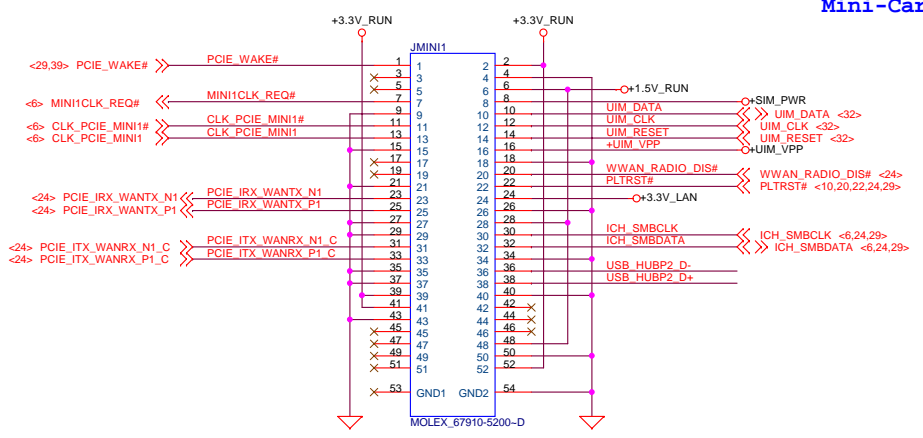 Mini-Car
+3.3V_RUN +3.3V_RUN
JMINI1
<29,39> PCIE_WAKE# PCIE_WAKE# 1 1 2 2
3 3 4 4
5 5 6 6 +1.5V_RUN
<6> MINI1CLK_REQ# MINI1CLK_REQ# 7 7 8 8 +SIM_PWR
9 9 10 10 UIM_DATA UIM_DATA <32>
<6> CLK_PCIE_MINI1# CLK_PCIE_MINI1# 11 11 12 12 UIM_CLK UIM_CLK <32>
<6> CLK_PCIE_MINI1 CLK_PCIE_MINI1 13 13 14 14 UIM_RESET UIM_RESET <32>
15 15 16 16 +UIM_VPP +UIM_VPP
17 17 18 18
19 19 20 20 WWAN_RADIO_DIS# WWAN_RADIO_DIS# <24>
21 21 22 22 PLTRST# PLTRST# <10,20,22,24,29>
<24> PCIE_IRX_WANTX_N1 PCIE_IRX_WANTX_N1 23 23 24 24 +3.3V_LAN
<24> PCIE_IRX_WANTX_P1 PCIE_IRX_WANTX_P1 25 25 26 26
27 27 28 28
29 29 30 30 ICH_SMBCLK ICH_SMBCLK <6,24,29>
<24> PCIE_ITX_WANRX_N1_C PCIE_ITX_WANRX_N1_C 31 31 32 32 ICH_SMBDATA ICH_SMBDATA <6,24,29>
<24> PCIE_ITX_WANRX_P1_C PCIE_ITX_WANRX_P1_C 33 33 34 34
35 35 36 36 USB_HUBP2_D-
37 37 38 38 USB_HUBP2_D+
39 39 40 40
41 41 42 42
43 43 44 44
45 45 46 46
47 47 48 48
49 49 50 50
51 51 52 52
53 GND1 GND2 54
MOLEX_67910-5200~D